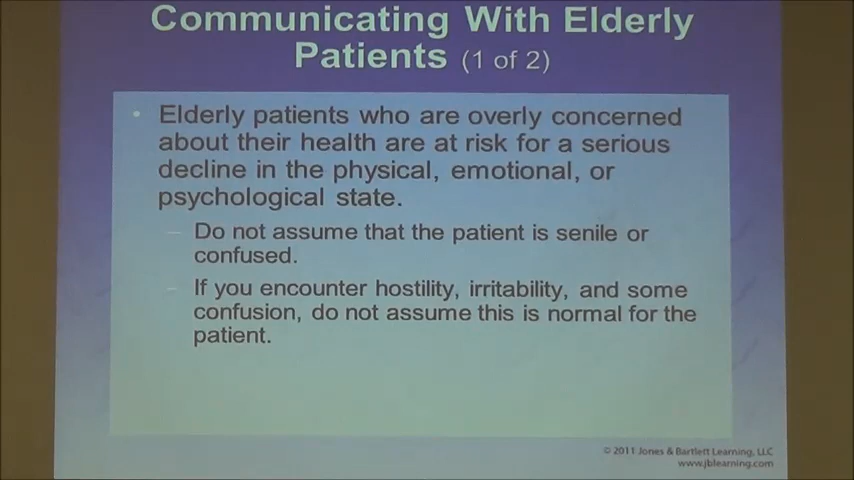 Communicating With Elderly
Patients (1 of 2)
• Elderly patients who are overly concerned
about their health are at risk for a serious
decline in the physical, emotional, or
psychological state.
– Do not assume that the patient is senile or
confused.
– If you encounter hostility, irritability, and some
confusion, do not assume this is normal for the
patient.
© 2011 Jones & Bartlett Learning, LLC
www.jblearning.com